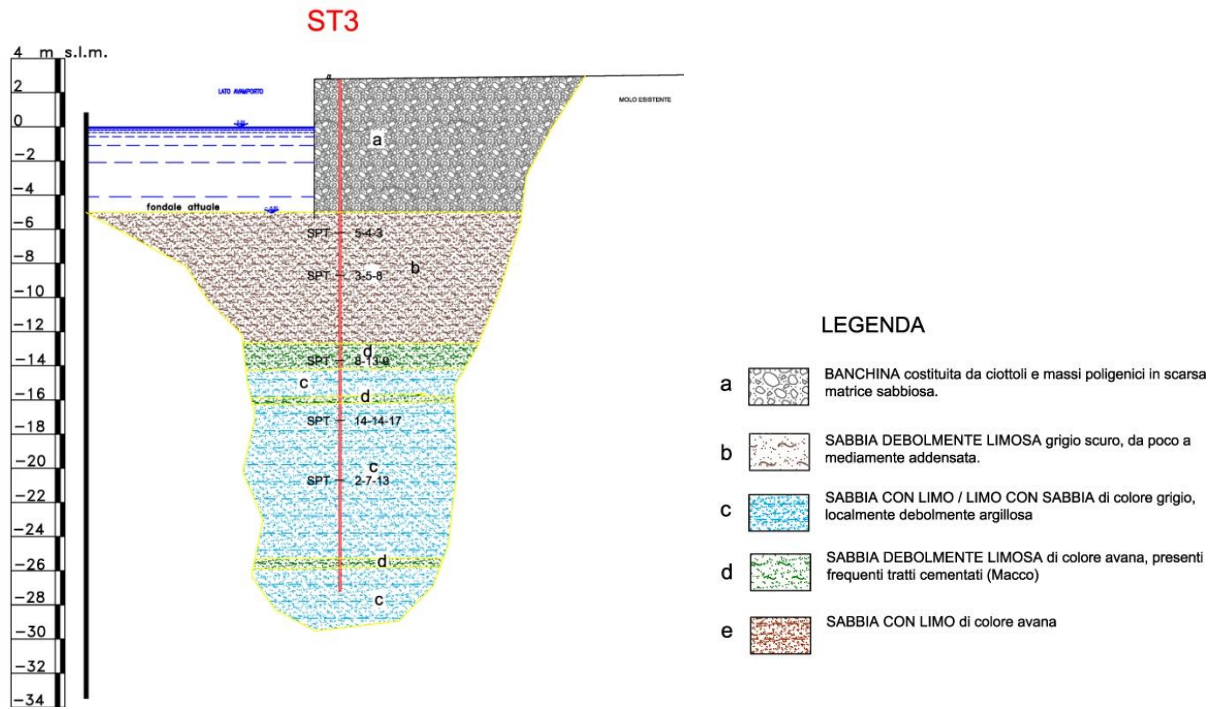 ST3
4 m s.l.m.
2
0
-2
-4
-6
-8
-10
-12
-14
-16
-18
-20
-22
-24
-26
-28
-30
-32
-34
LATO AVAMPORTO
MOLO ESISTENTE
a
fondale attuale
SPT 5-4-3
b
SPT 3-5-8
d
SPT 8-13-9
c
d
SPT 14-14-17
c
SPT 2-7-13
d
c
LEGENDA
a
BANCHINA costituita da ciottoli e massi poligenici in scarsa
matrice sabbiosa.
b
SABBIA DEBOLMENTE LIMOSA grigio scuro, da poco a
mediamente addensata.
c
SABBIA CON LIMO / LIMO CON SABBIA di colore grigio,
localmente debolmente argillosa
d
SABBIA DEBOLMENTE LIMOSA di colore avana, presenti
frequenti tratti cementati (Macco)
e
SABBIA CON LIMO di colore avana